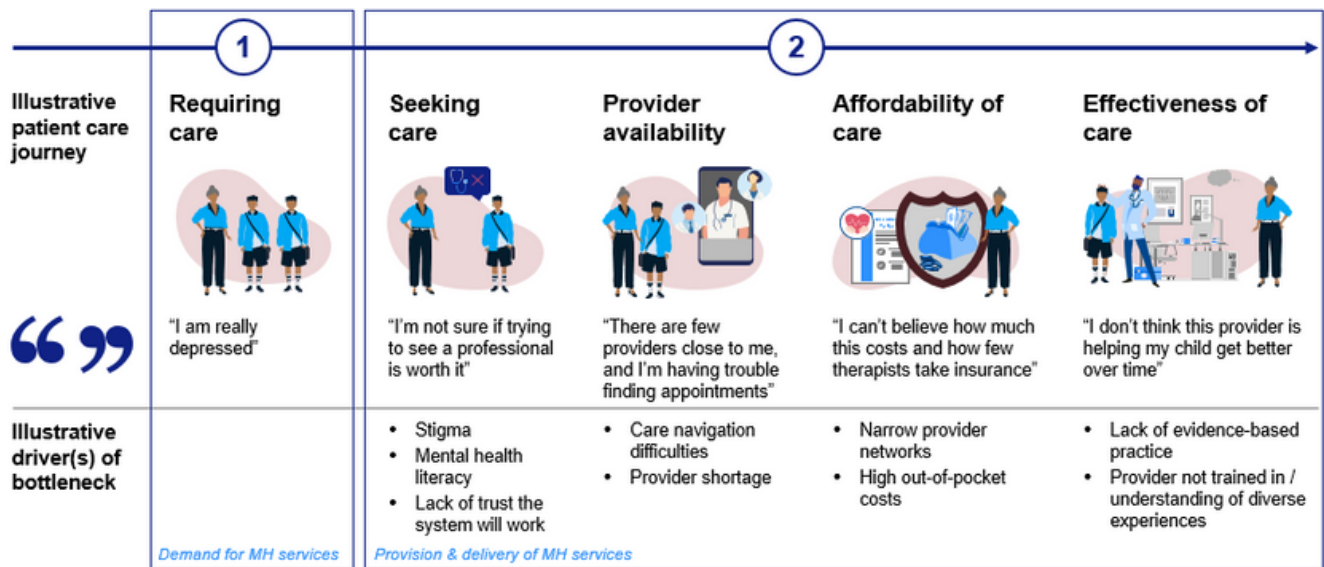 1
2
Illustrative
patient care
journey
Requiring
care
Seeking
care
Provider
availability
Affordability of
care
Effectiveness of
care
“I am really
depressed”
“I’m not sure if trying
to see a professional
is worth it”
“There are few
providers close to me,
and I’m having trouble
finding appointments”
“I can’t believe how much
this costs and how few
therapists take insurance”
“I don’t think this provider is
helping my child get better
over time”
Illustrative
driver(s) of
bottleneck
• Stigma
• Mental health
literacy
• Lack of trust the
system will work
• Care navigation
difficulties
• Provider shortage
• Narrow provider
networks
• High out-of-pocket
costs
• Lack of evidence-based
practice
• Provider not trained in /
understanding of diverse
experiences
Demand for MH services
Provision & delivery of MH services